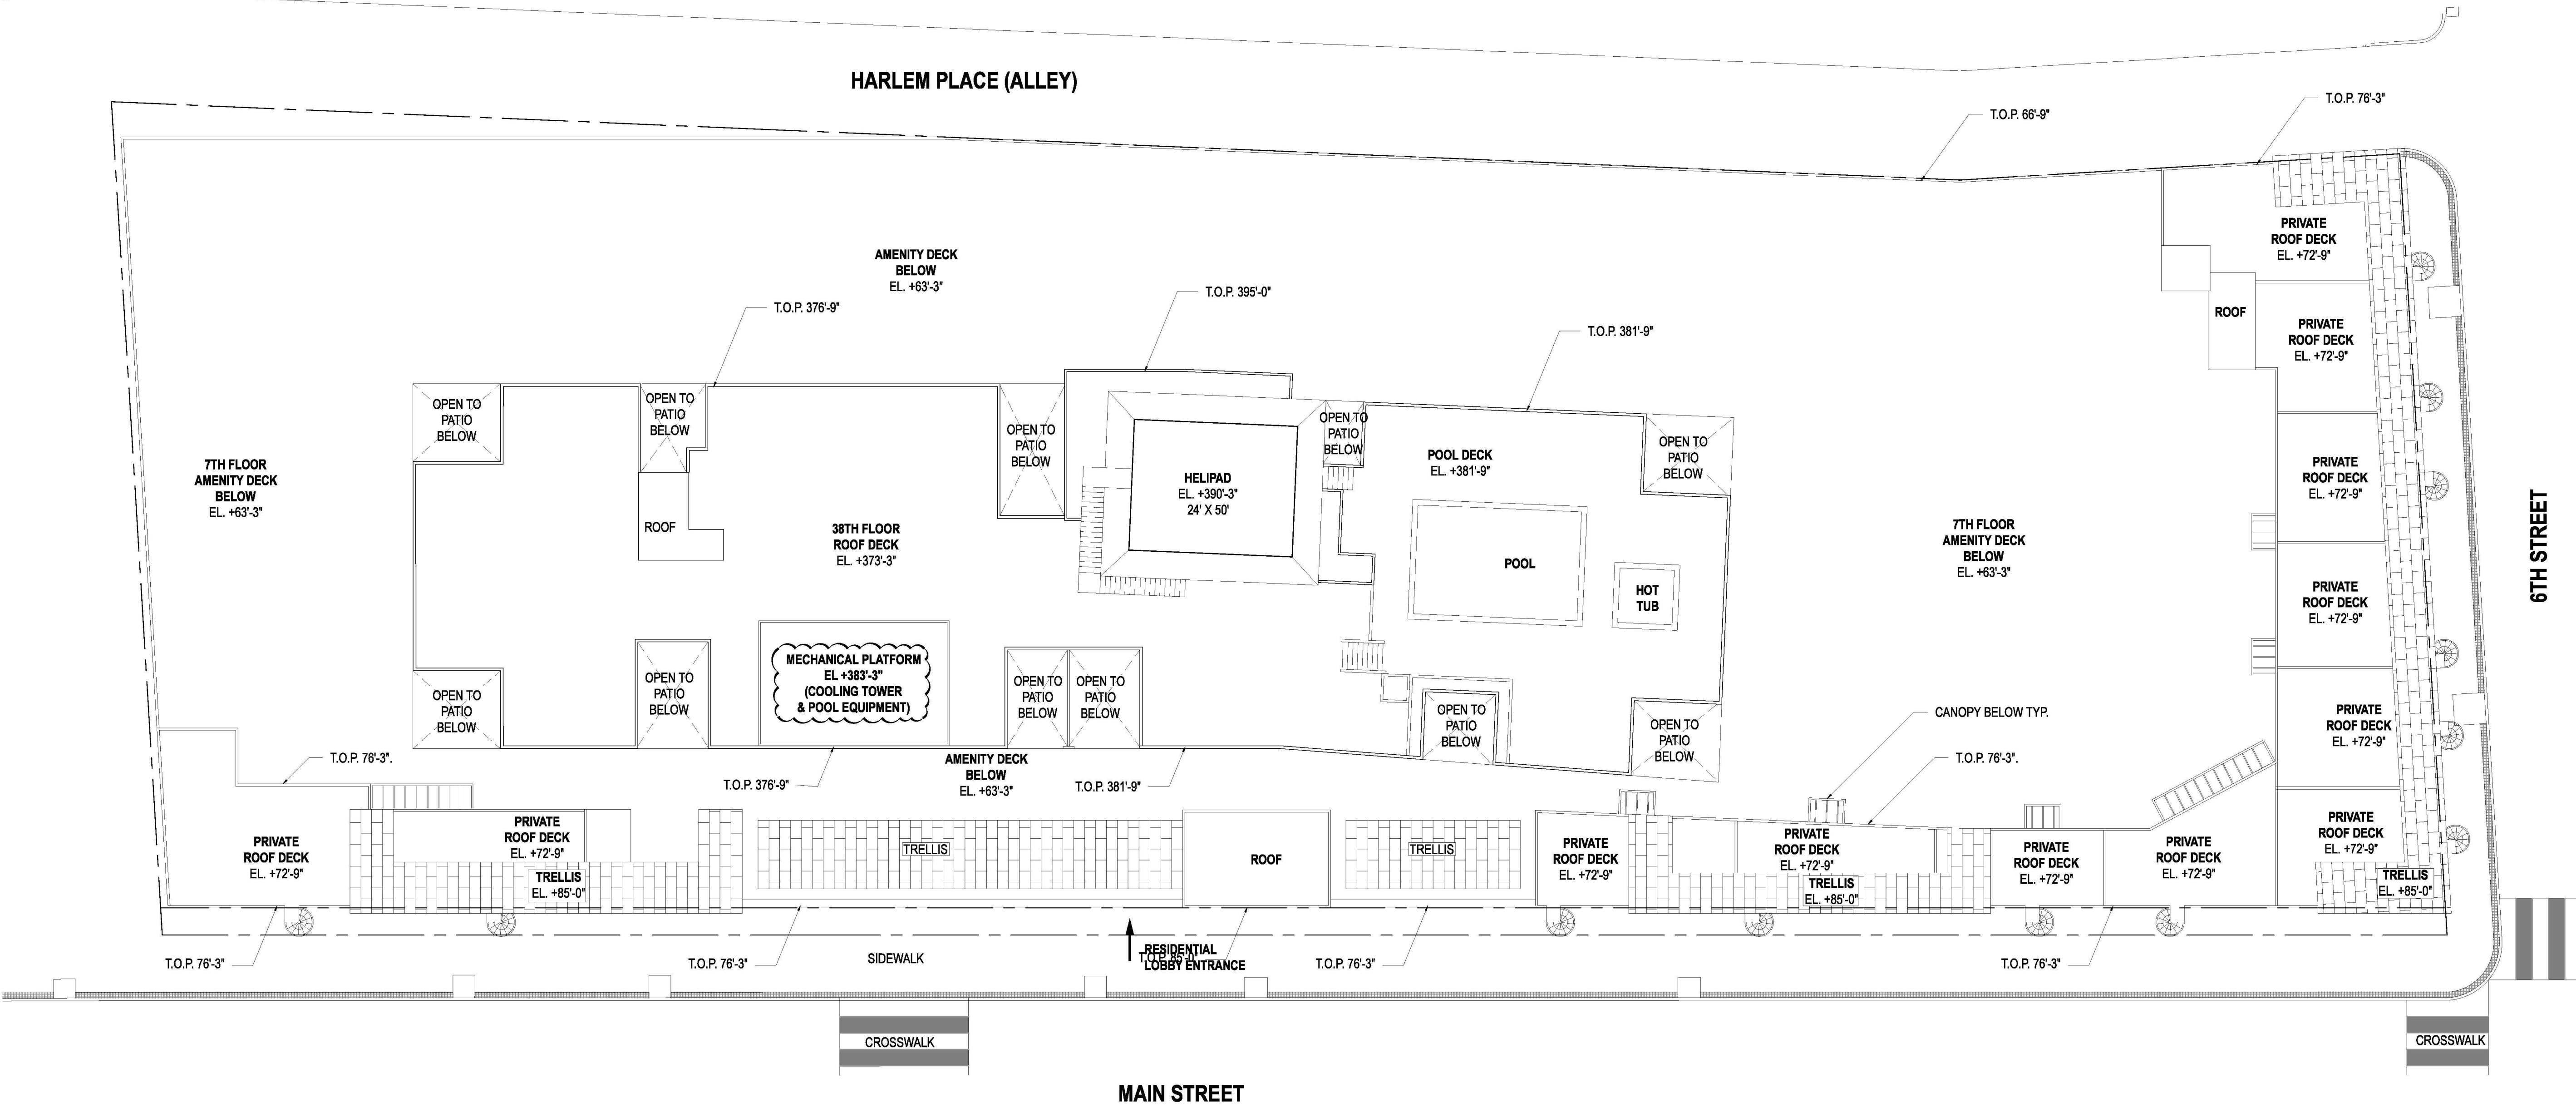 HARLEM PLACE (ALLEY)
T.O.P. 76'-3"
T.O.P. 66'-9"
PRIVATE
ROOF DECK
EL. +72'-9"
AMENITY DECK
BELOW
EL. +63'-3"
T.O.P. 376'-9"
T.O.P. 395'-0"
T.O.P. 381'-9"
ROOF
PRIVATE
ROOF DECK
EL. +72'-9"
OPEN TO
PATIO
BELOW
OPEN TO
PATIO
BELOW
OPEN TO
PATIO
BELOW
OPEN TO
PATIO
BELOW
OPEN TO
PATIO
BELOW
7TH FLOOR
AMENITY DECK
BELOW
EL. +63'-3"
HELIPAD
EL. +390'-3"
24' X 50'
POOL DECK
EL. +381'-9"
PRIVATE
ROOF DECK
EL. +72'-9"
ROOF
38TH FLOOR
ROOF DECK
EL. +373'-3"
POOL
HOT
TUB
7TH FLOOR
AMENITY DECK
BELOW
EL. +63'-3"
6TH STREET
PRIVATE
ROOF DECK
EL. +72'-9"
OPEN TO
PATIO
BELOW
OPEN TO
PATIO
BELOW
MECHANICAL PLATFORM
EL +383'-3"
(COOLING TOWER
& POOL EQUIPMENT)
OPEN TO
PATIO
BELOW
OPEN TO
PATIO
BELOW
OPEN TO
PATIO
BELOW
OPEN TO
PATIO
BELOW
CANOPY BELOW TYP.
PRIVATE
ROOF DECK
EL. +72'-9"
T.O.P. 76'-3".
T.O.P. 376'-9"
AMENITY DECK
BELOW
EL. +63'-3"
T.O.P. 381'-9"
T.O.P. 76'-3".
PRIVATE
ROOF DECK
EL. +72'-9"
PRIVATE
ROOF DECK
EL. +72'-9"
TRELLIS
EL. +85'-0"
TRELLIS
ROOF
TRELLIS
PRIVATE
ROOF DECK
EL. +72'-9"
PRIVATE
ROOF DECK
EL. +72'-9"
TRELLIS
EL. +85'-0"
PRIVATE
ROOF DECK
EL. +72'-9"
PRIVATE
ROOF DECK
EL. +72'-9"
PRIVATE
ROOF DECK
EL. +72'-9"
TRELLIS
EL. +85'-0"
T.O.P. 76'-3"
T.O.P. 76'-3"
SIDEWALK
RESIDENTIAL
T.O.P. 85'-0"
LOBBY ENTRANCE
T.O.P. 76'-3"
T.O.P. 76'-3"
CROSSWALK
CROSSWALK
MAIN STREET